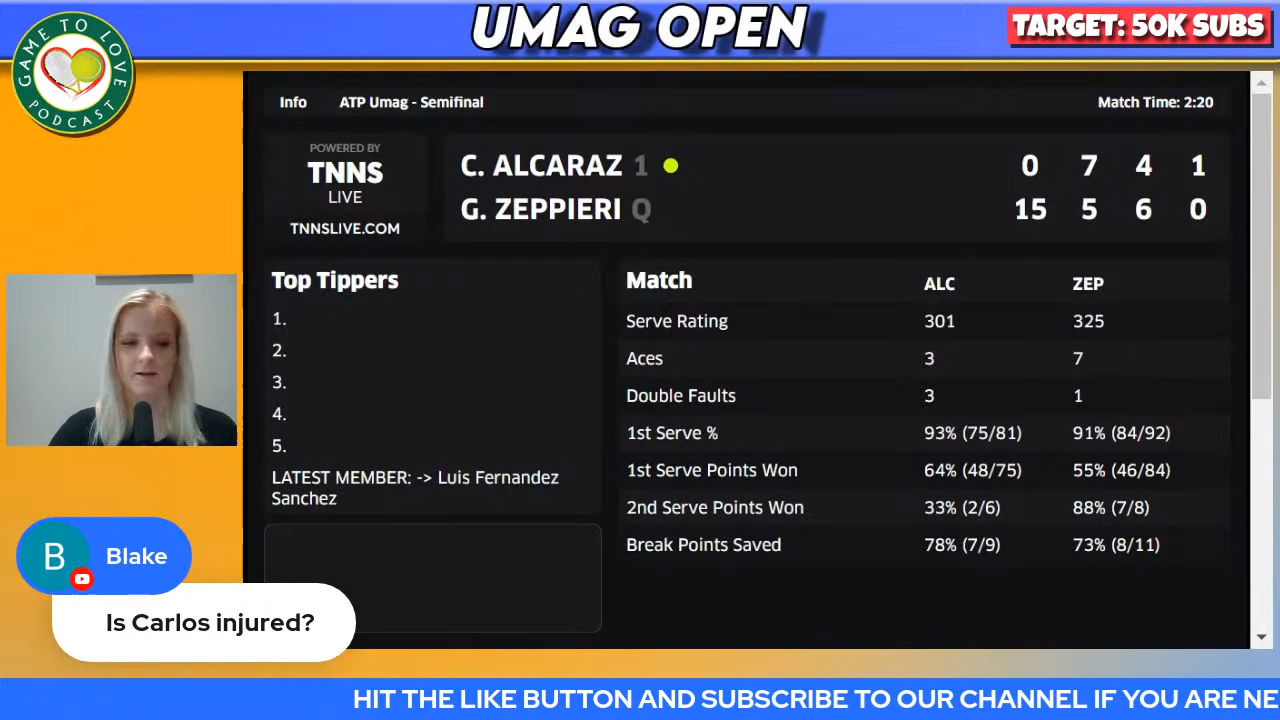 GAME TO LOVE
PODCAST
UMAG OPEN
TARGET: 50K SUBS
Info ATP Umag - Semifinal Match Time: 2:20
POWERED BY
TNNS
LIVE
TNNSLIVE.COM
C. ALCARAZ 1 0 7 4 1
G. ZEPPIERI Q 15 5 6 0
Top Tippers
1.
2.
3.
4.
5.
LATEST MEMBER: -> Luis Fernandez
Sanchez
Match ALC ZEP
Serve Rating 301 325
Aces 3 7
Double Faults 3 1
1st Serve % 93% (75/81) 91% (84/92)
1st Serve Points Won 64% (48/75) 55% (46/84)
2nd Serve Points Won 33% (2/6) 88% (7/8)
Break Points Saved 78% (7/9) 73% (8/11)
B Blake
Is Carlos injured?
HIT THE LIKE BUTTON AND SUBSCRIBE TO OUR CHANNEL IF YOU ARE NE